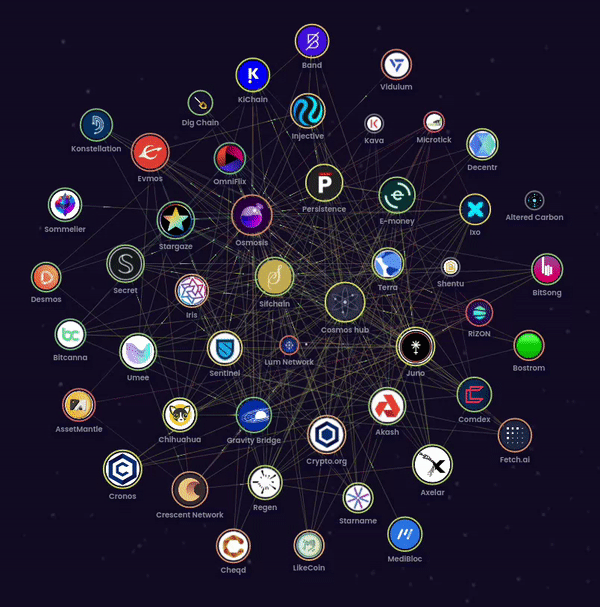 Band
Vidulum
KiChain
Dig Chain
Injective
Kava
Microtick
Konstellation
Evmos
OmniFlix
Decentr
Persistence
E-money
Sommelier
Stargaze
Osmosis
Ixo
Altered Carbon
Secret
Iris
Sifchain
Terra
Shentu
BitSong
Desmos
Cosmos hub
RIZON
Bitcanna
Umee
Sentinel
Lum Network
Juno
Bostrom
AssetMantle
Chihuahua
Gravity Bridge
Akash
Comdex
Crypto.org
Fetch.ai
Cronos
Crescent Network
Regen
Axelar
Starname
Cheqd
LikeCoin
MediBloc